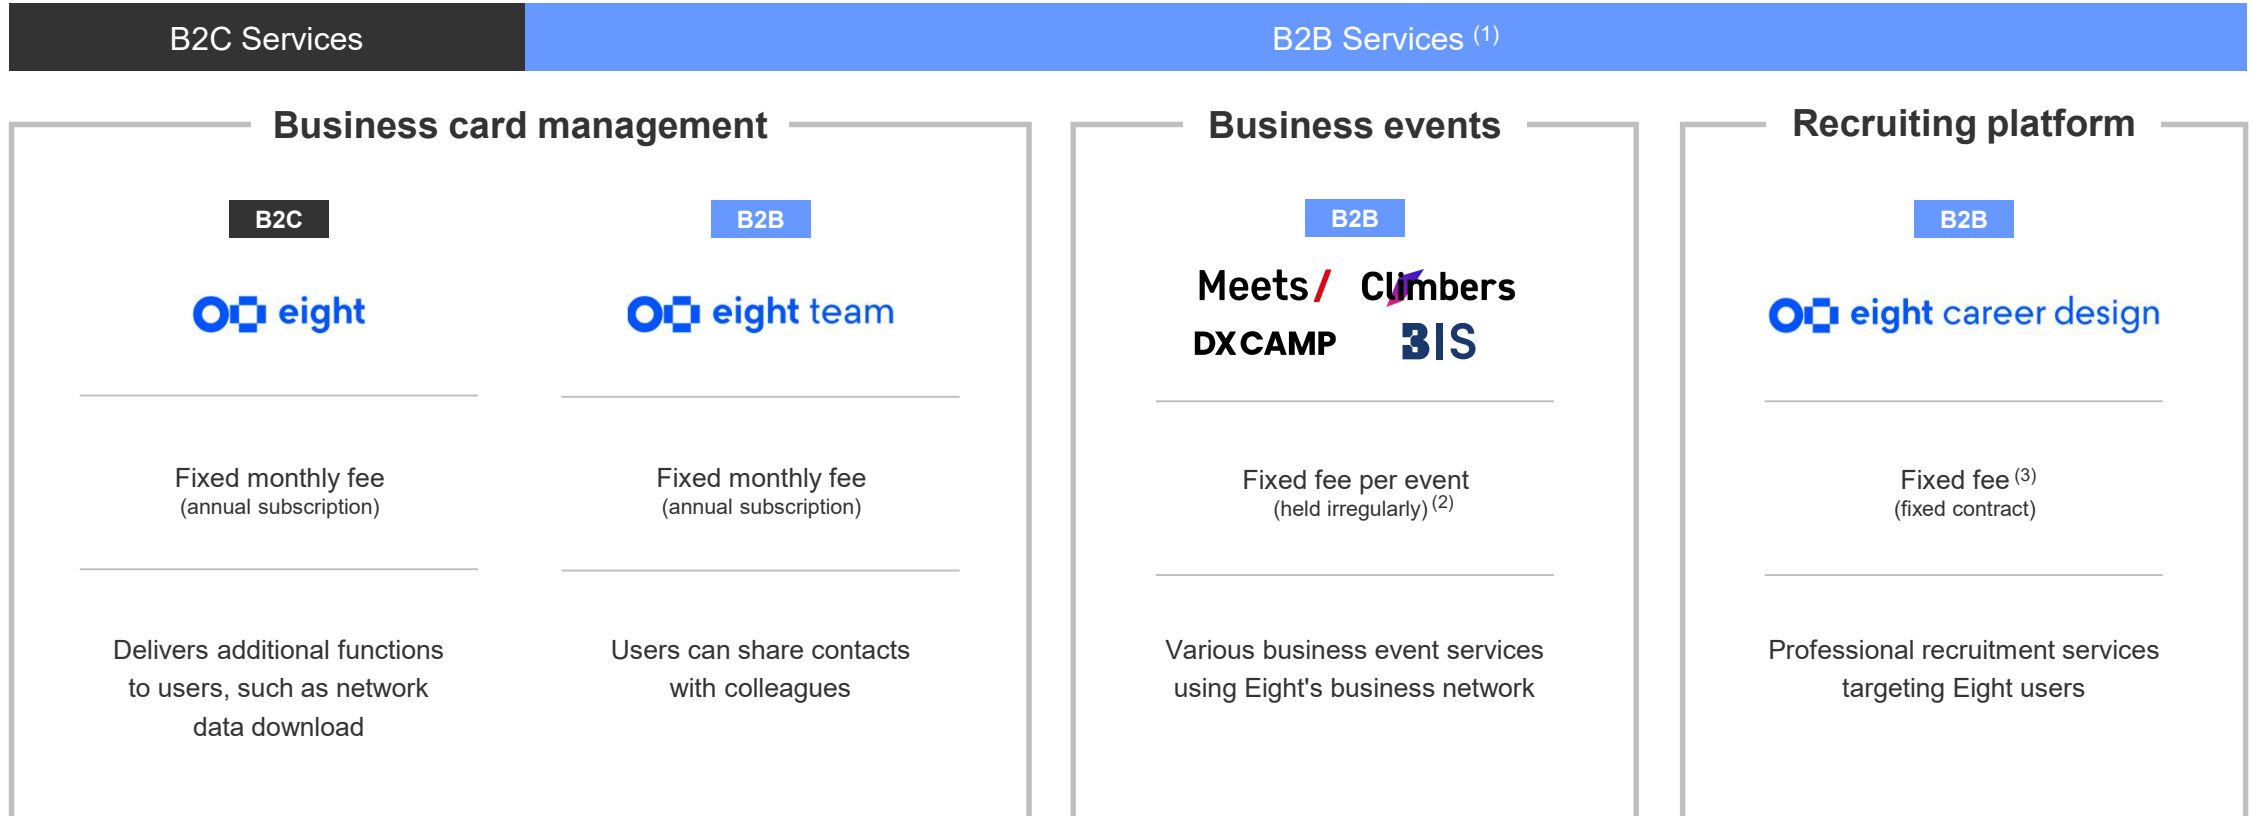 B2C Services
B2B Services (1)
Business card management
B2C
eight
Fixed monthly fee
(annual subscription)
Delivers additional functions
to users, such as network
data download
B2B
eight team
Fixed monthly fee
(annual subscription)
Users can share contacts
with colleagues
Business events
B2B
Meets/ Climbers
DX CAMP BIS
Fixed fee per event
(held irregularly) (2)
Various business event services
using Eight's business network
Recruiting platform
B2B
eight career design
Fixed fee (3)
(fixed contract)
Professional recruitment services
targeting Eight users